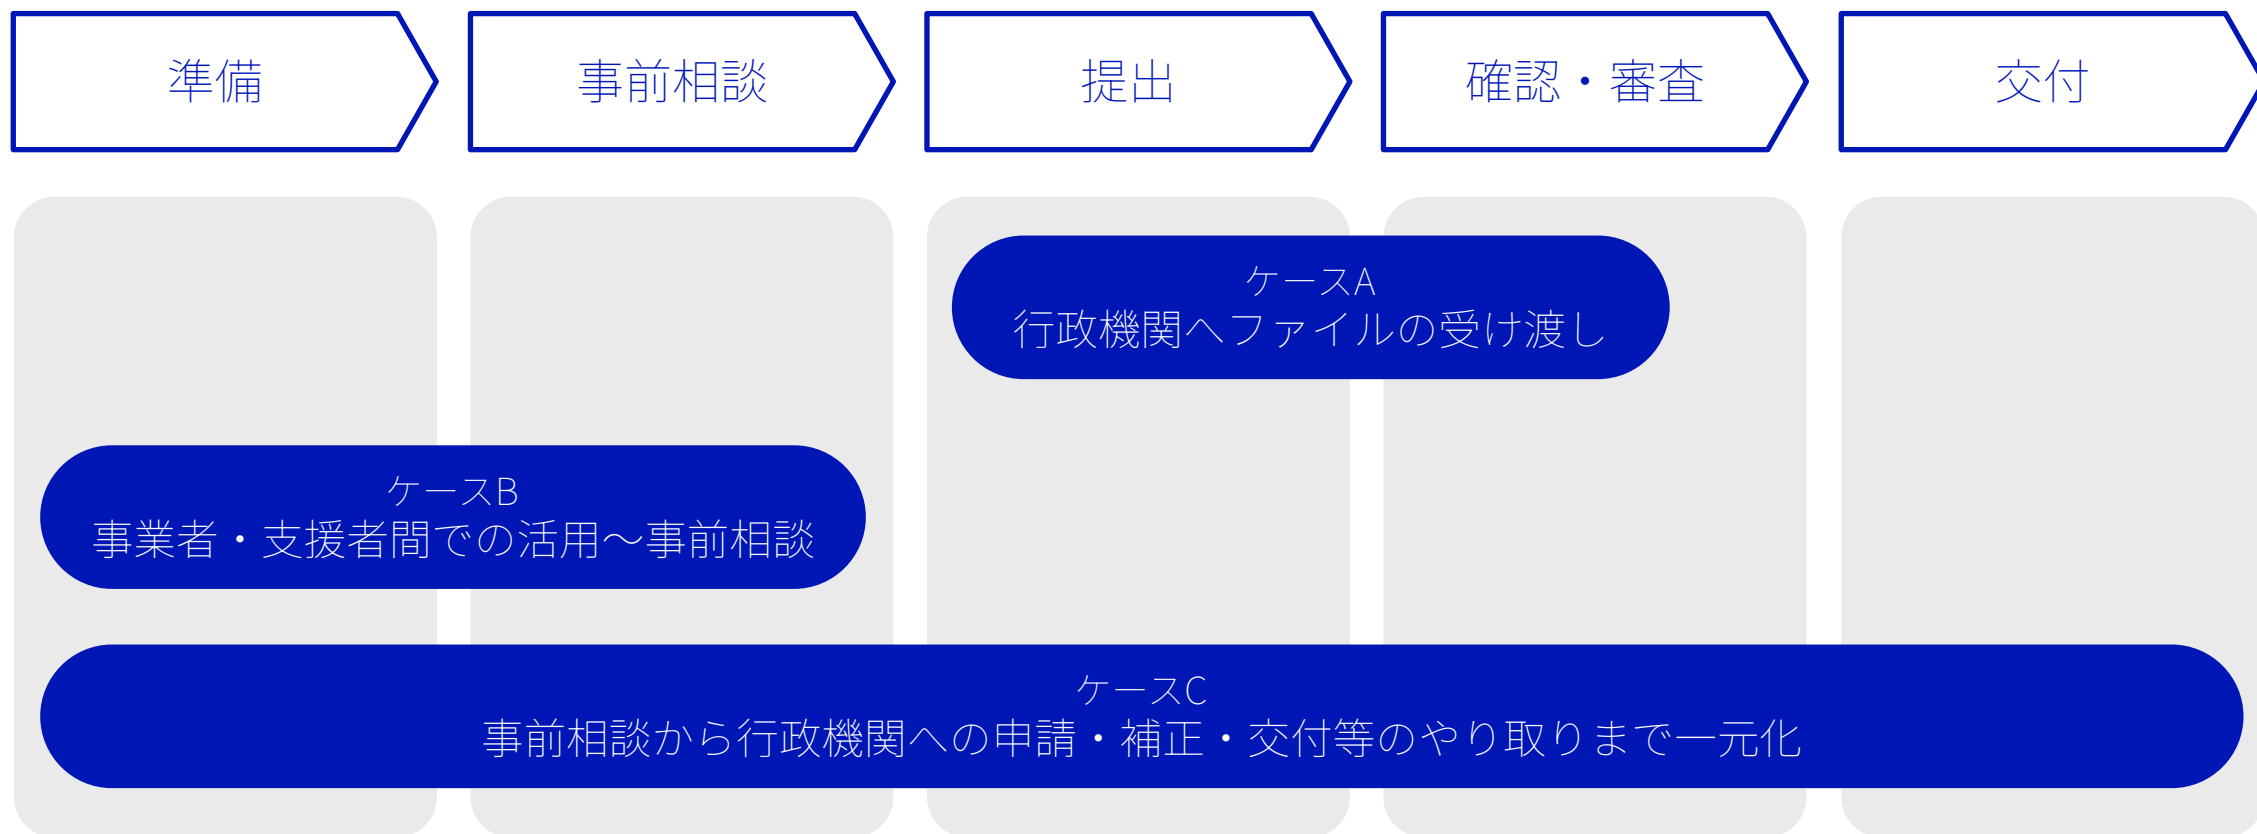 準備
事前相談
提出
確認・審査
交付
ケースA
行政機関へファイルの受け渡し
ケースB
事業者・支援者間での活用～事前相談
ケースC
事前相談から行政機関への申請・補正・交付等のやり取りまで一元化